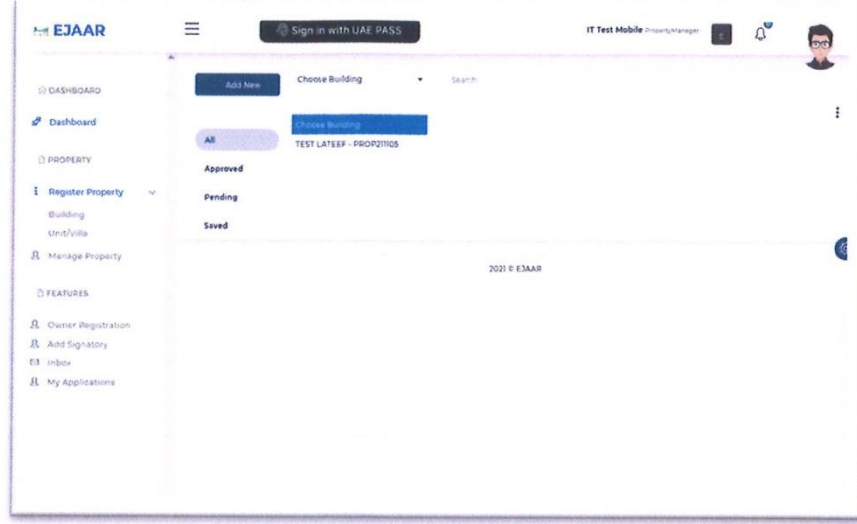 EJAAR
Sign in with UAE PASS
IT Test Mobile PropertyManager
DASHBOARD
Dashboard
PROPERTY
Register Property
Building
Unit/Villa
Manage Property
FEATURES
Owner Registration
Add Signatory
Inbox
My Applications
Add New
Choose Building
Search
Choose Building
TEST LATEEF - PROP211105
All
Approved
Pending
Saved
2021 © EJAAR